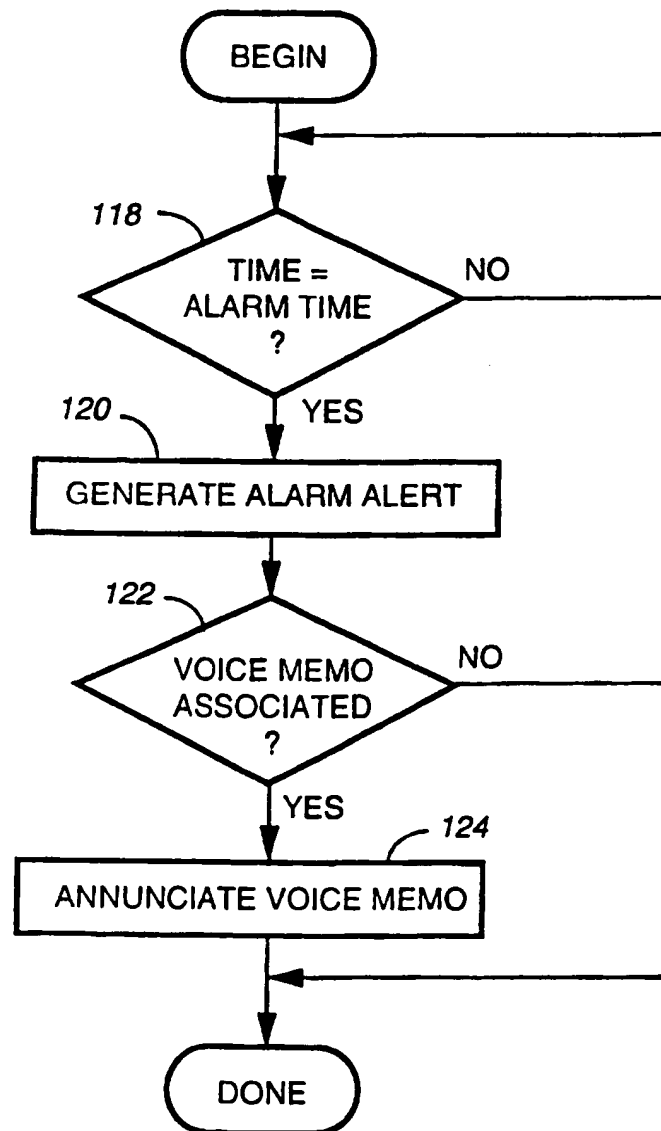 BEGIN
118
TIME =
ALARM TIME
?
NO
YES
120
GENERATE ALARM ALERT
122
VOICE MEMO
ASSOCIATED
?
NO
YES
124
ANNUNCIATE VOICE MEMO
DONE